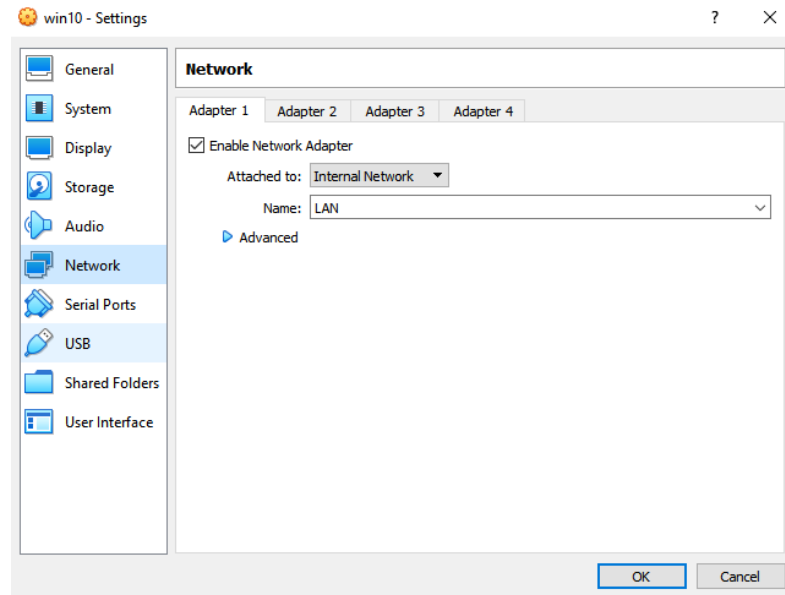 win10 - Settings
?
General
System
Display
Storage
Audio
Network
Serial Ports
USB
Shared Folders
User Interface
Network
Adapter 1 Adapter 2 Adapter 3 Adapter 4
Enable Network Adapter
Attached to: Internal Network
Name: LAN
Advanced
OK Cancel